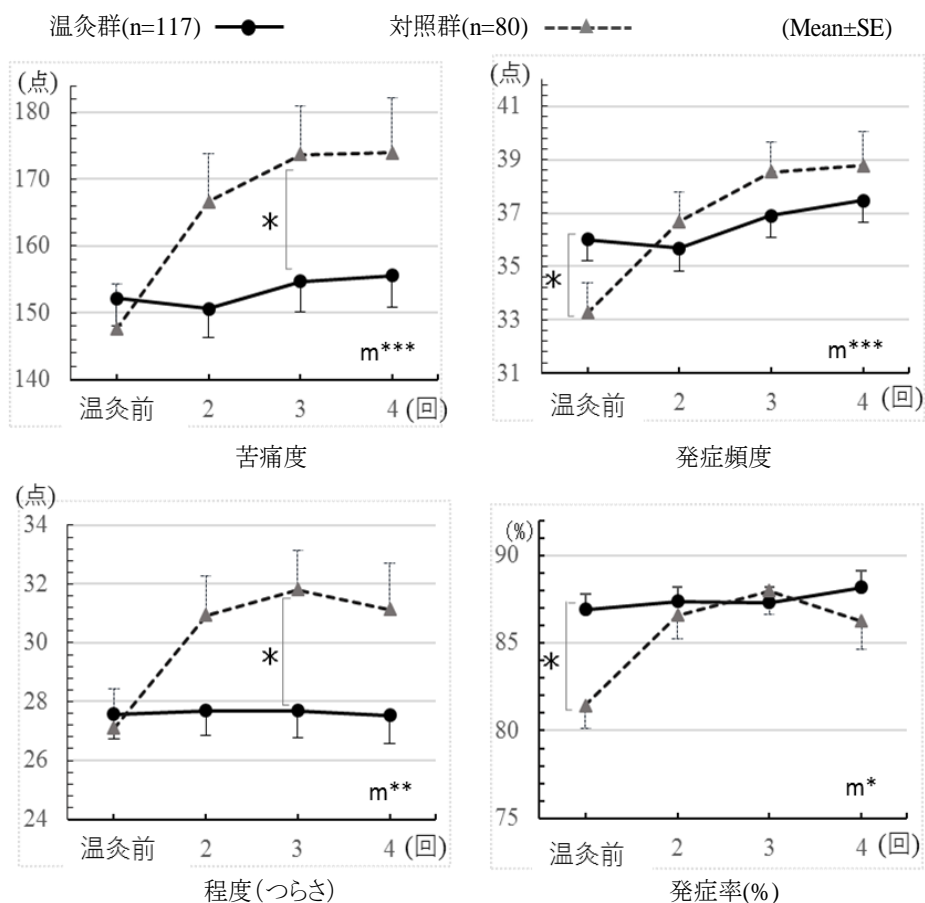 温灸群(n=117) 対照群(n=80) (Mean±SE)
(点) (点)
180
170
160
150
140
*
m***
温灸前 2 3 4 (回)
苦痛度
41
39
37
35
33
31
*
m***
温灸前 2 3 4 (回)
発症頻度
(点)
34
32
30
28
26
24
*
m**
温灸前 2 3 4 (回)
程度(つらさ)
(%)
90
85
80
75
*
m*
温灸前 2 3 4 (回)
発症率(%)